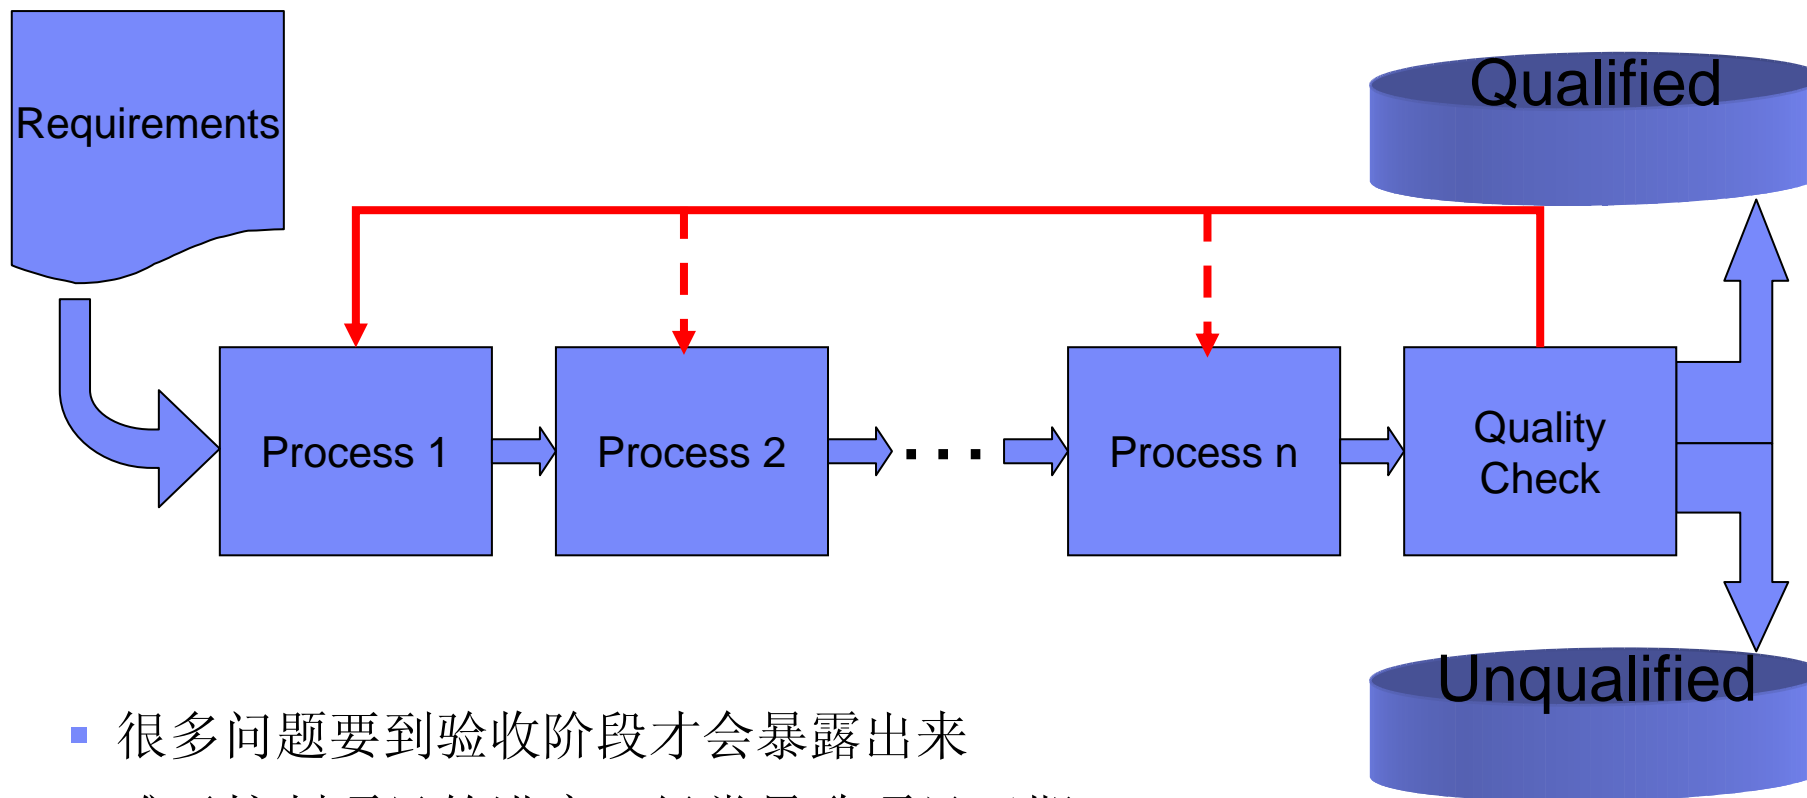 Requirements
Qualified
Process 1
Process 2
...
Process n
Quality
Check
Unqualified
很多问题要到验收阶段才会暴露出来